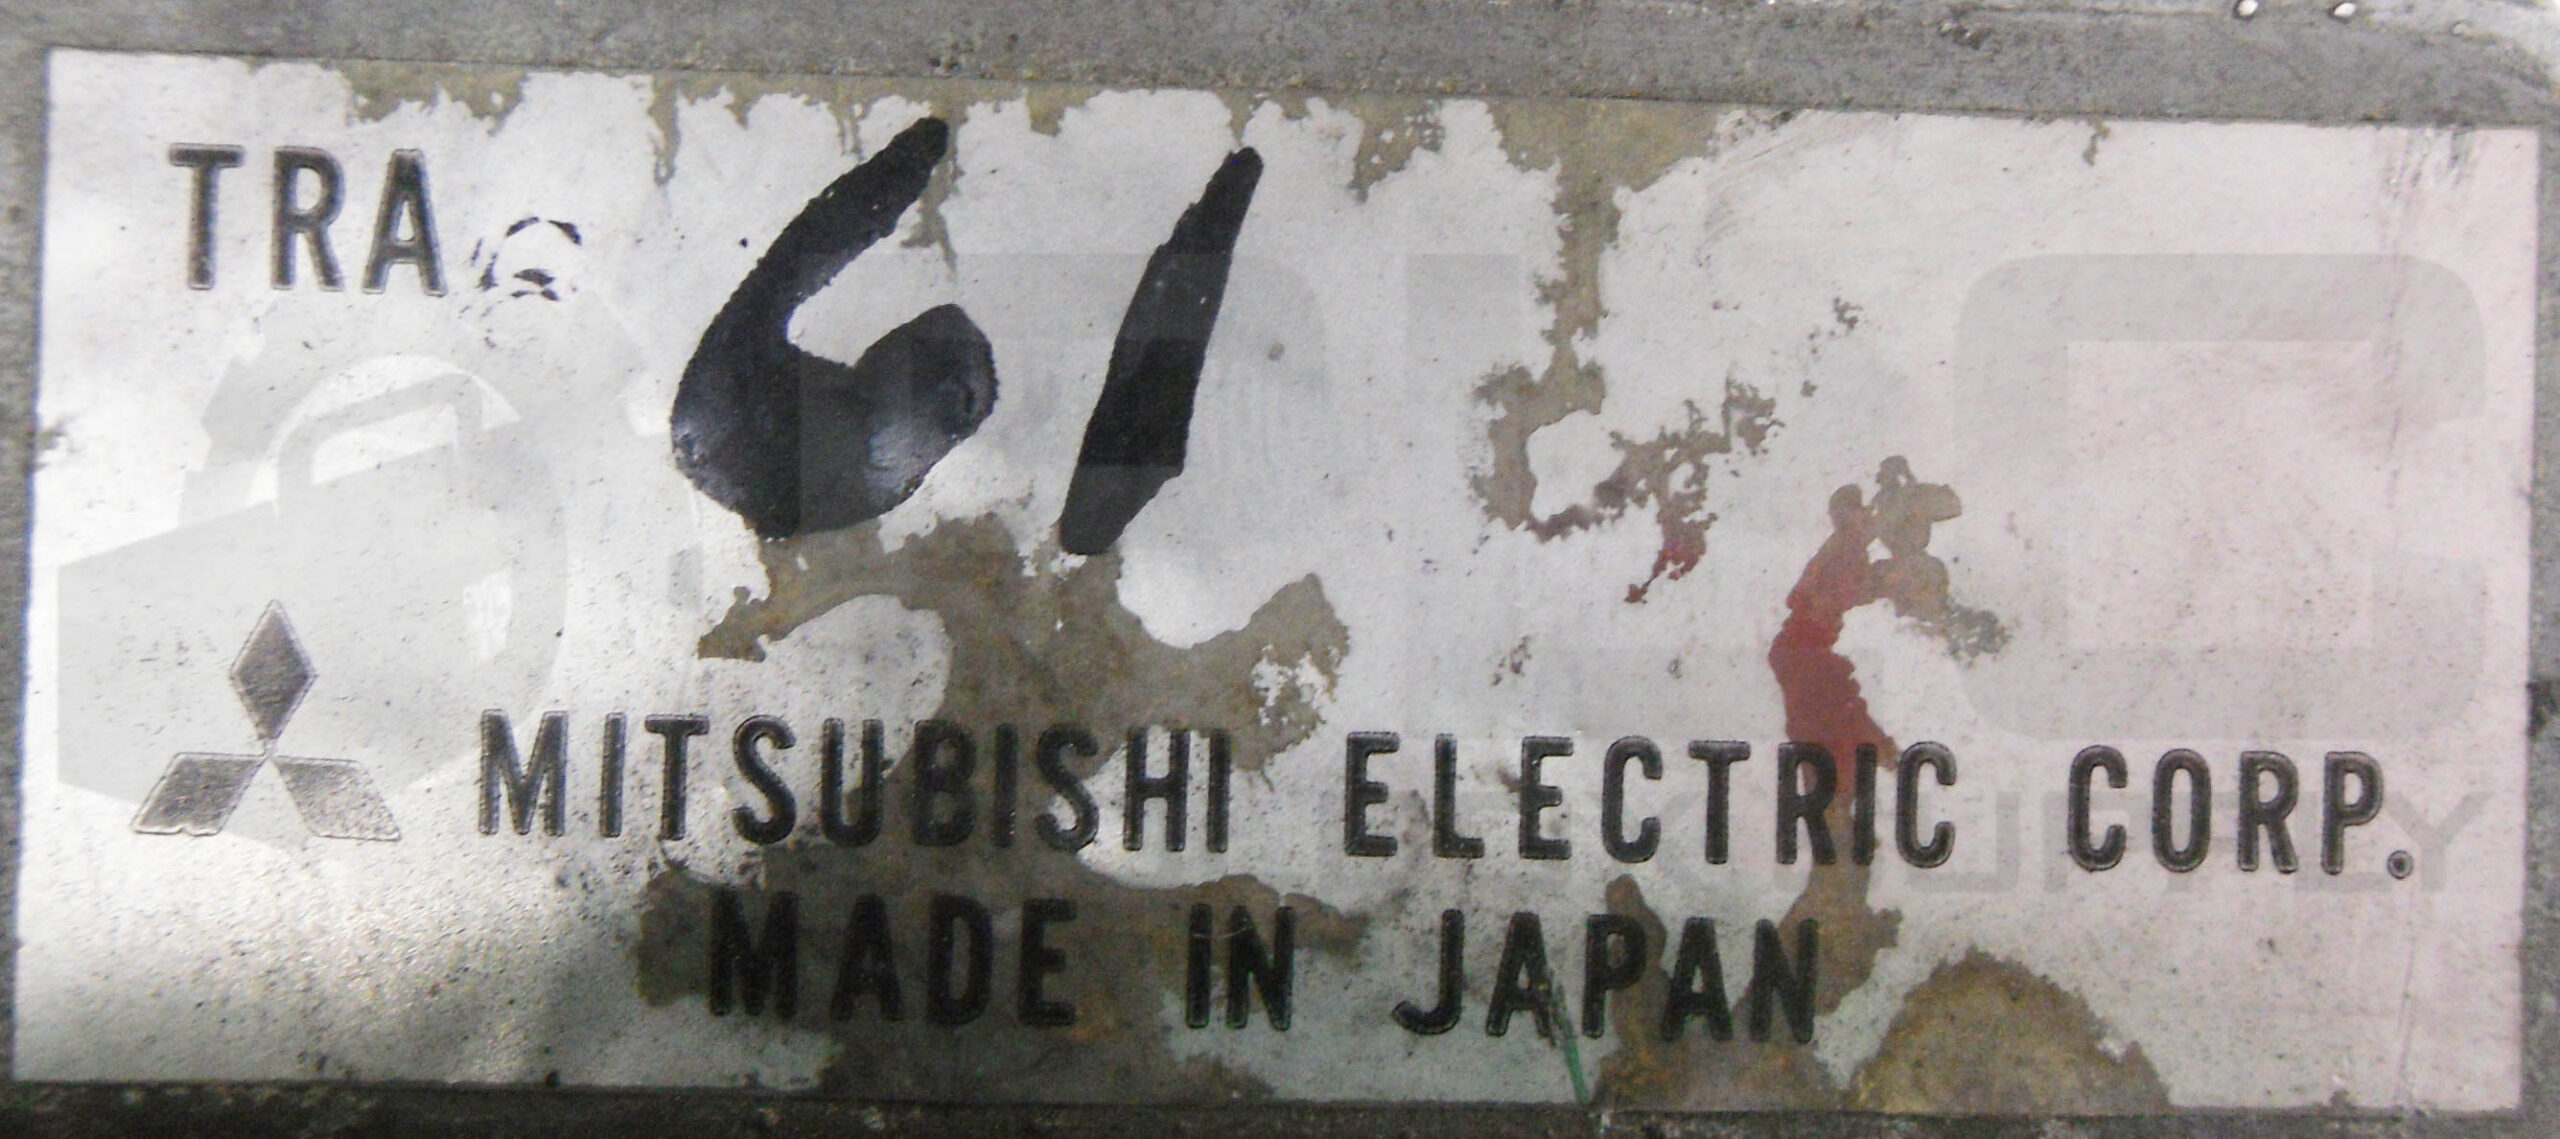 TRA 61
MITSUBISHI ELECTRIC CORP.
MADE IN JAPAN